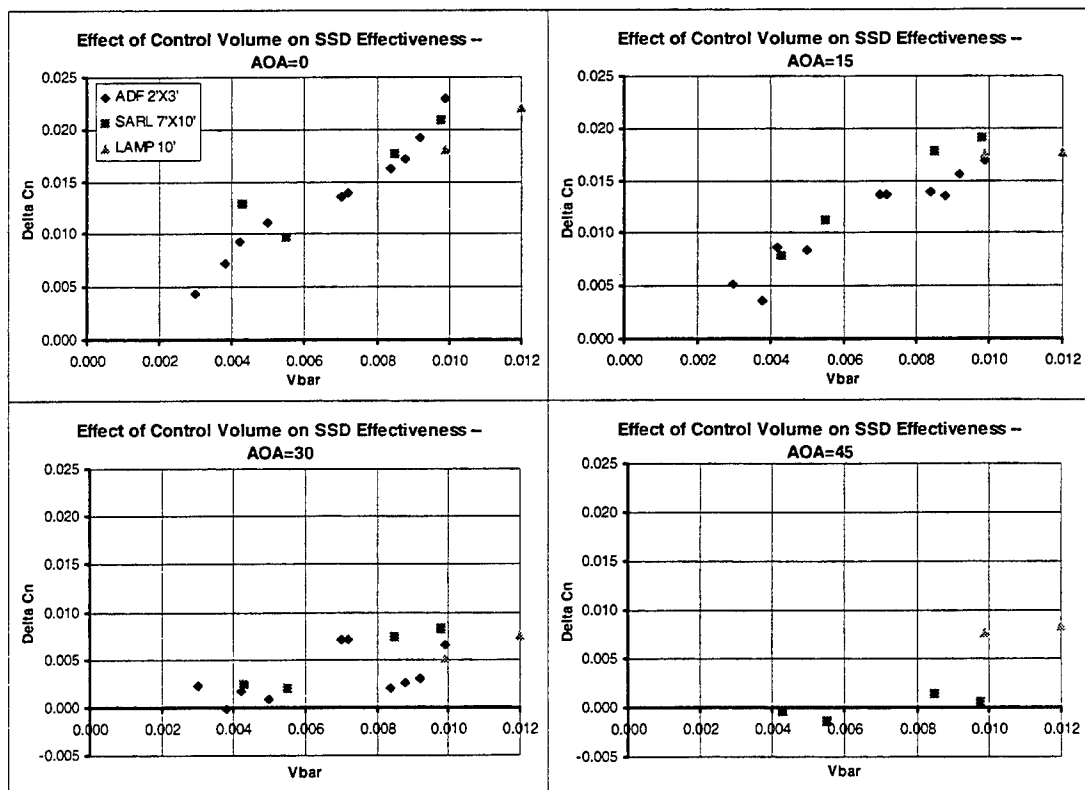 Effect of Control Volume on SSD Effectiveness --
AOA=0
0.025
0.020
0.015
0.010
0.005
0.000
Delta Cn
ADF 2'X3'
SARL 7'X10'
LAMP 10'
0.000 0.002 0.004 0.006 0.008 0.010 0.012
Vbar
Effect of Control Volume on SSD Effectiveness --
AOA=15
0.025
0.020
0.015
0.010
0.005
0.000
Delta Cn
0.000 0.002 0.004 0.006 0.008 0.010 0.012
Vbar
Effect of Control Volume on SSD Effectiveness --
AOA=30
0.025
0.020
0.015
0.010
0.005
0.000
-0.005
Delta Cn
0.000 0.002 0.004 0.006 0.008 0.010 0.012
Vbar
Effect of Control Volume on SSD Effectiveness --
AOA=45
0.025
0.020
0.015
0.010
0.005
0.000
-0.005
Delta Cn
0.000 0.002 0.004 0.006 0.008 0.010 0.012
Vbar